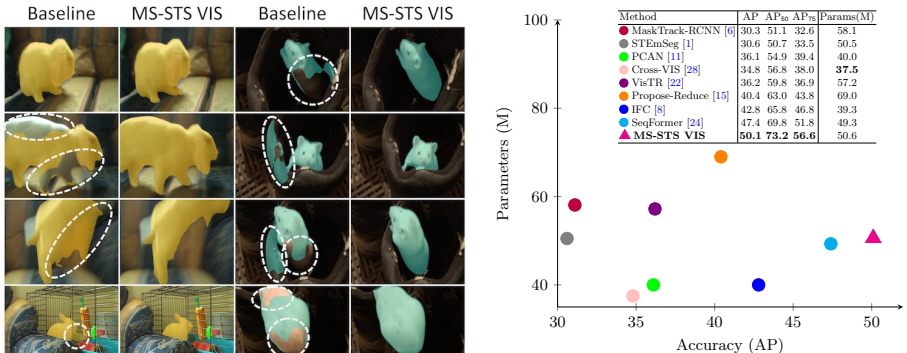 Baseline MS-STS VIS Baseline MS-STS VIS
Method AP AP50 AP75 Params(M)
MaskTrack-RCNN [6] 30.3 51.1 32.6 58.1
STEmSeg [1] 30.6 50.7 33.5 50.5
PCAN [11] 36.1 54.9 39.4 40.0
Cross-VIS [28] 34.8 56.8 38.0 37.5
VisTR [22] 36.2 59.8 36.9 57.2
Propose-Reduce [15] 40.4 63.0 43.8 69.0
IFC [8] 42.8 65.8 46.8 39.3
SeqFormer [24] 47.4 69.8 51.8 49.3
MS-STS VIS 50.1 73.2 56.6 50.6
Parameters (M)
100
80
60
40
30 35 40 45 50
Accuracy (AP)